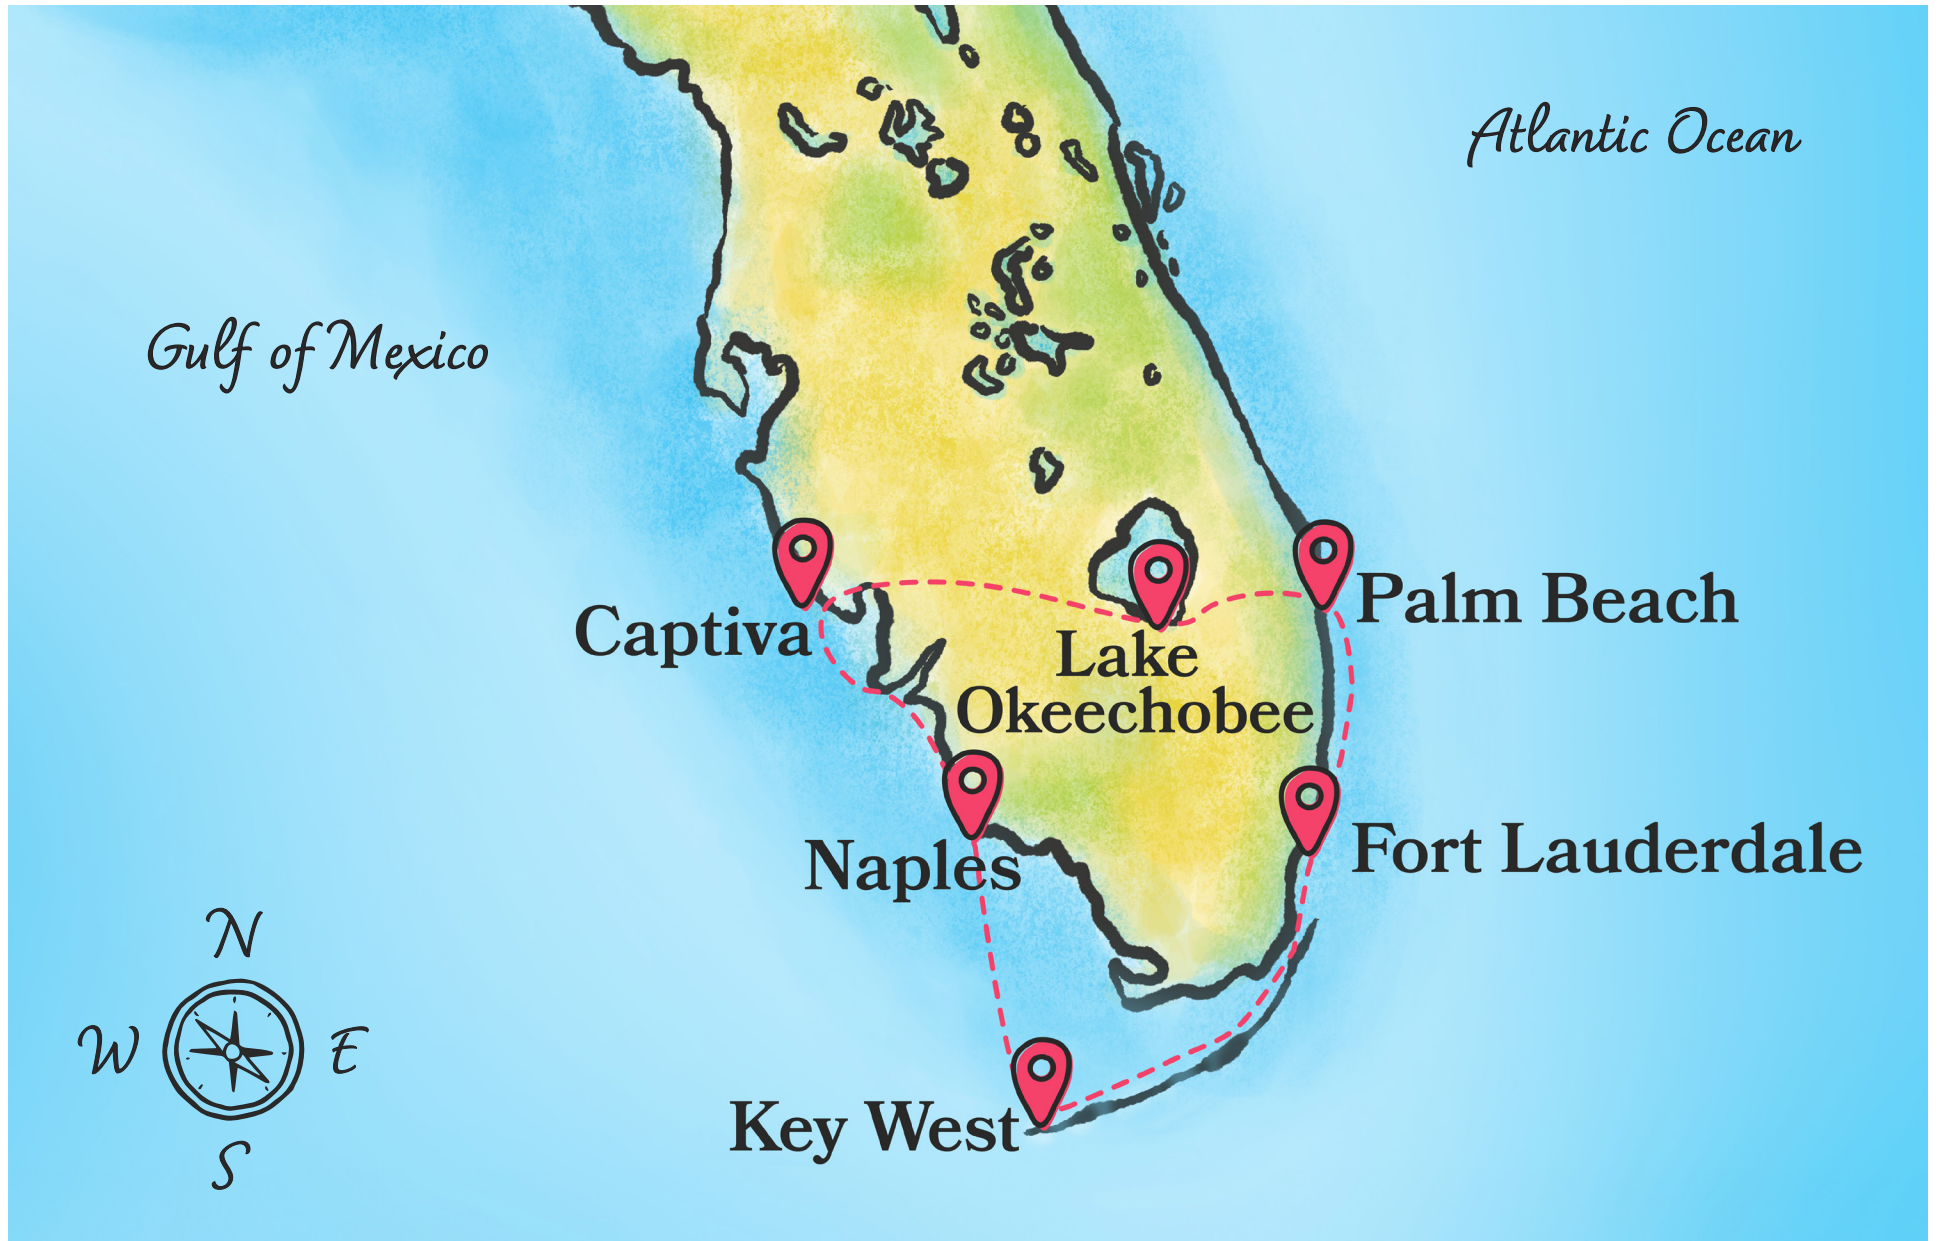 Atlantic Ocean
Gulf of Mexico
Captiva
Palm Beach
Lake
Okeechobee
Naples
Fort Lauderdale
N
W
E
S
Key West